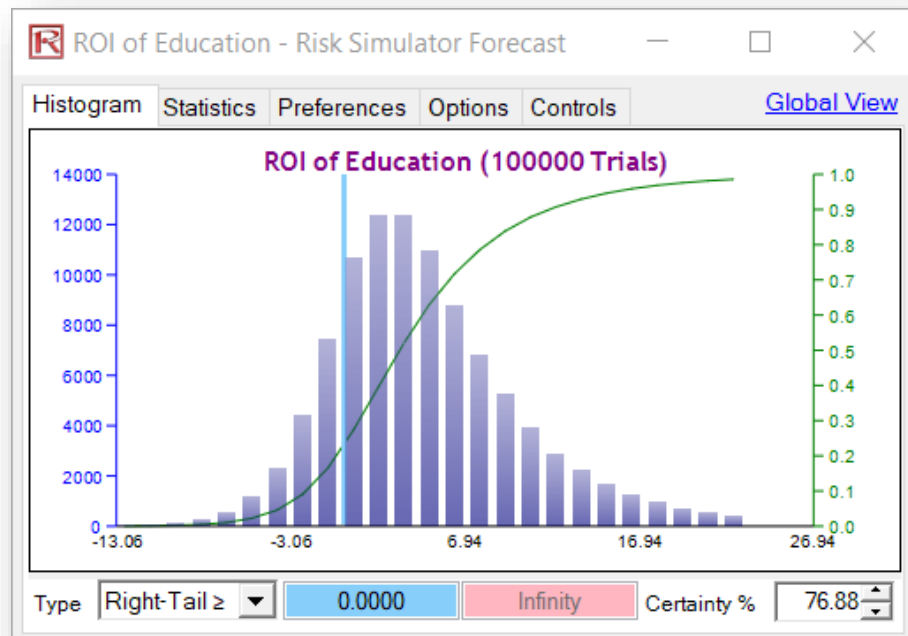 R ROI of Education - Risk Simulator Forecast
Histogram Statistics Preferences Options Controls Global View
ROI of Education (100000 Trials)
14000 1.0
0.9
12000
0.8
10000 0.7
8000 0.6
0.5
6000
0.4
4000 0.3
2000 0.2
0.1
0 0.0
-13.06 -3.06 6.94 16.94 26.94
Type Right-Tail ≥ 0.0000 Infinity Certainty % 76.88